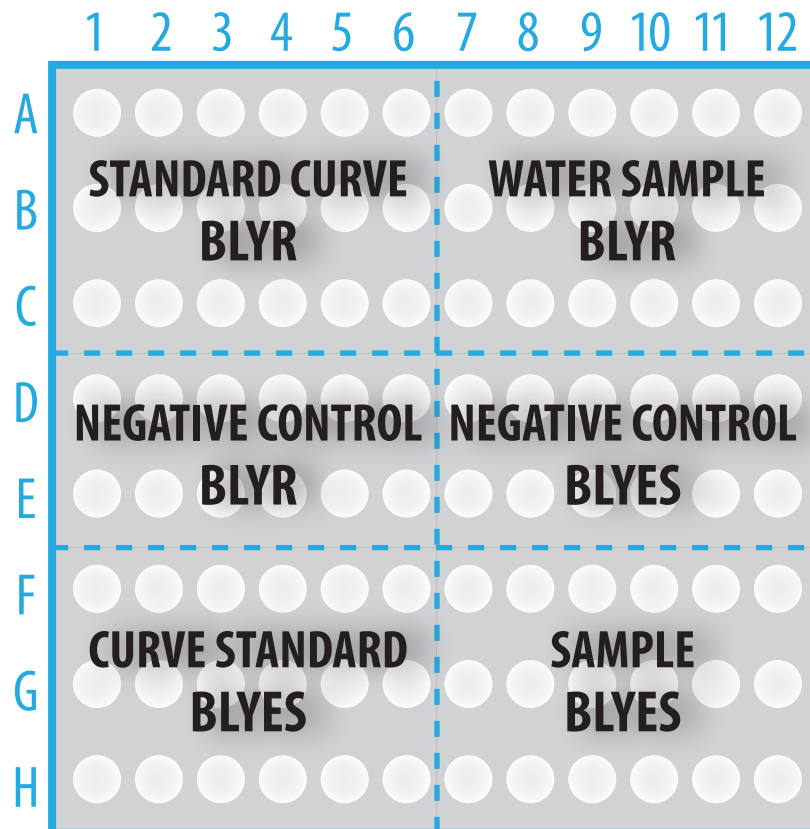 1 2 3 4 5 6 7 8 9 10 11 12
A
STANDARD CURVE
BLYR
WATER SAMPLE
BLYR
B
C
D
NEGATIVE CONTROL
BLYR
NEGATIVE CONTROL
BLYES
E
F
CURVE STANDARD
BLYES
SAMPLE
BLYES
G
H